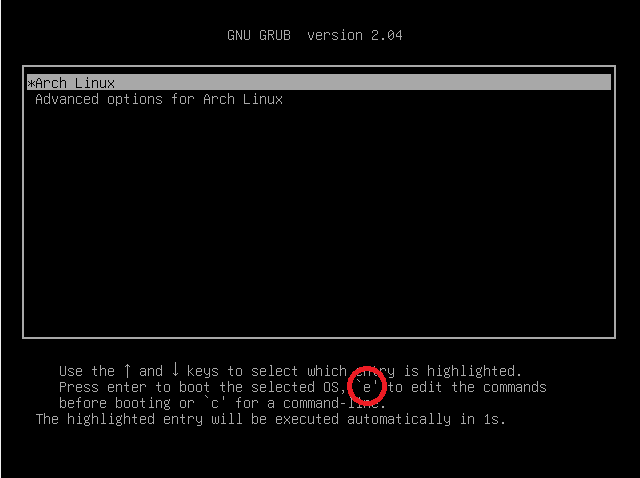 GNU GRUB version 2.04
*Arch Linux
Advanced options for Arch Linux
Use the ↑ and ↓ keys to select which entry is highlighted.
Press enter to boot the selected OS, `e' to edit the commands
before booting or `c' for a command-line.
The highlighted entry will be executed automatically in 1s.